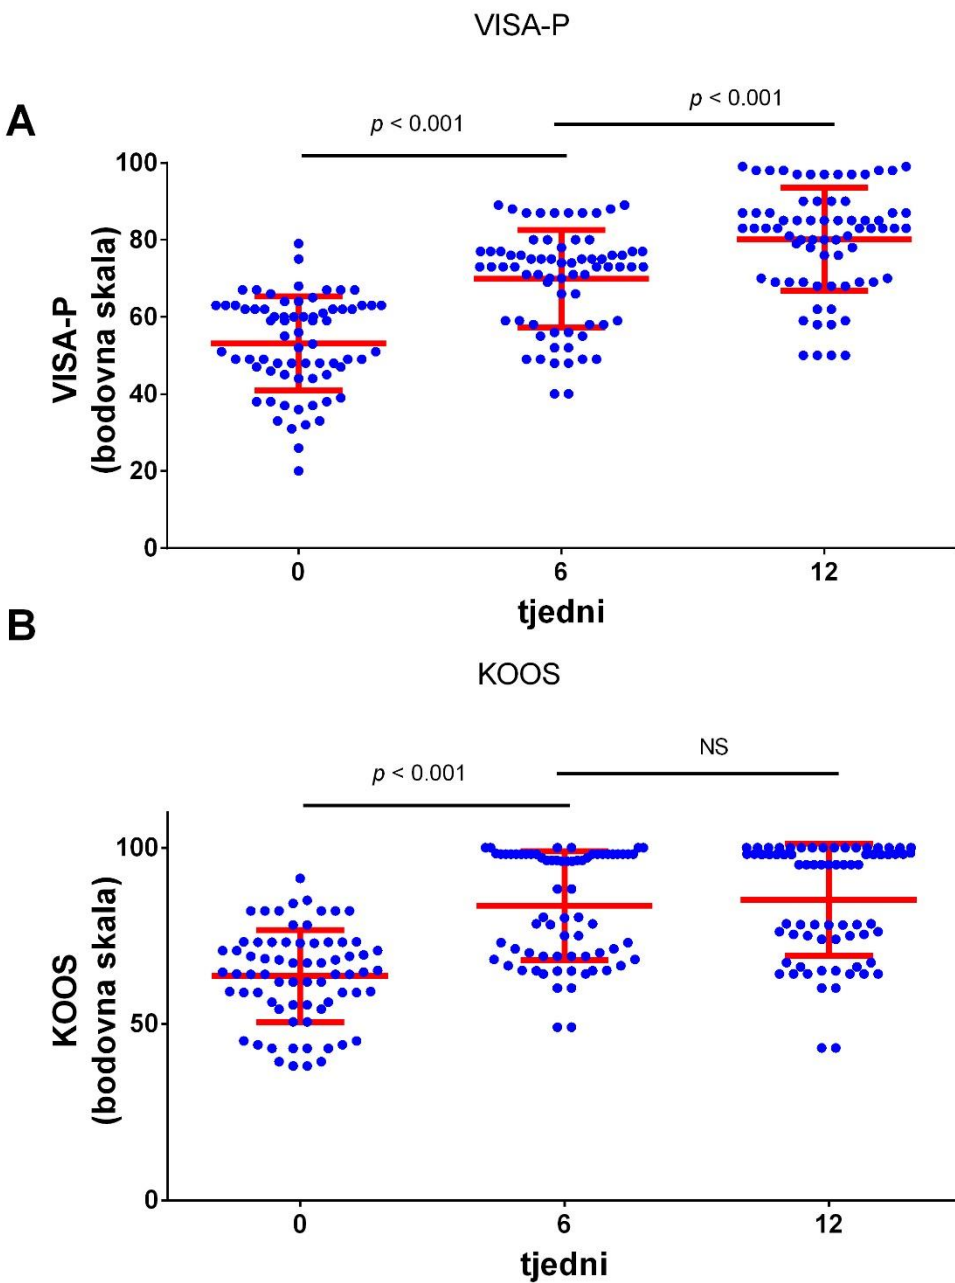 VISA-P
A
p < 0.001
p < 0.001
VISA-P
(bodovna skala)
100
80
60
40
20
0
0 6 12
tjedni
B
KOOS
p < 0.001
NS
KOOS
(bodovna skala)
100
50
0
0 6 12
tjedni